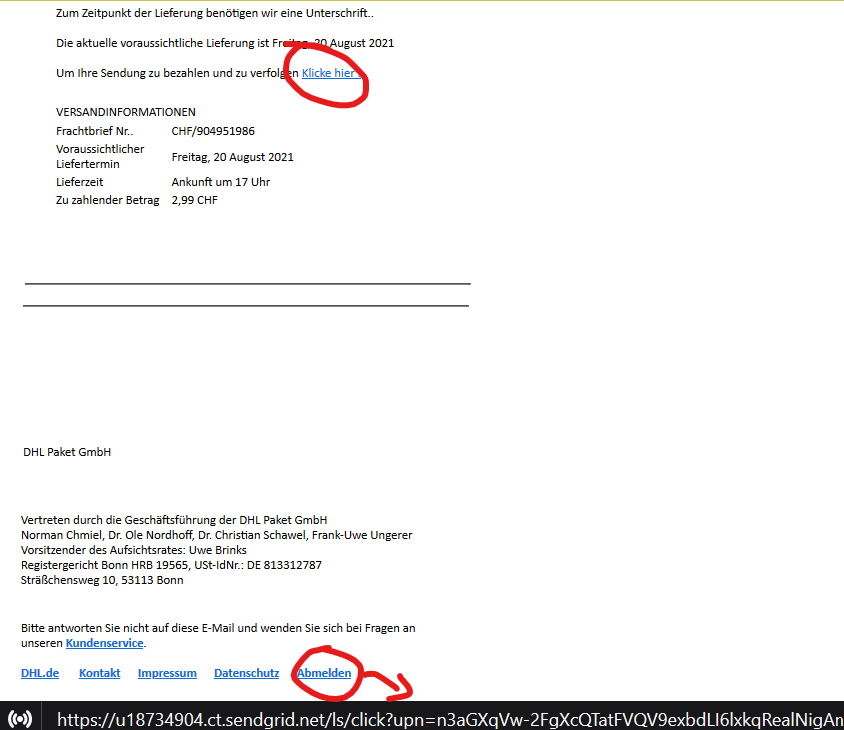 Zum Zeitpunkt der Lieferung benötigen wir eine Unterschrift..
Die aktuelle voraussichtliche Lieferung ist Freitag, 20 August 2021
Um Ihre Sendung zu bezahlen und zu verfolgen Klicke hier
VERSANDINFORMATIONEN
Frachtbrief Nr.. CHF/904951986
Voraussichtlicher
Liefertermin Freitag, 20 August 2021
Lieferzeit Ankunft um 17 Uhr
Zu zahlender Betrag 2,99 CHF
DHL Paket GmbH
Vertreten durch die Geschäftsführung der DHL Paket GmbH
Norman Chmiel, Dr. Ole Nordhoff, Dr. Christian Schawel, Frank-Uwe Ungerer
Vorsitzender des Aufsichtsrates: Uwe Brinks
Registergericht Bonn HRB 19565, USt-IdNr.: DE 813312787
Sträßchensweg 10, 53113 Bonn
Bitte antworten Sie nicht auf diese E-Mail und wenden Sie sich bei Fragen an
unseren Kundenservice.
DHL.de Kontakt Impressum Datenschutz Abmelden
https://u18734904.ct.sendgrid.net/ls/click?upn=n3aGXqVw-2FgXcQTatFVQV9exbdLI6lxkqRealNigAn